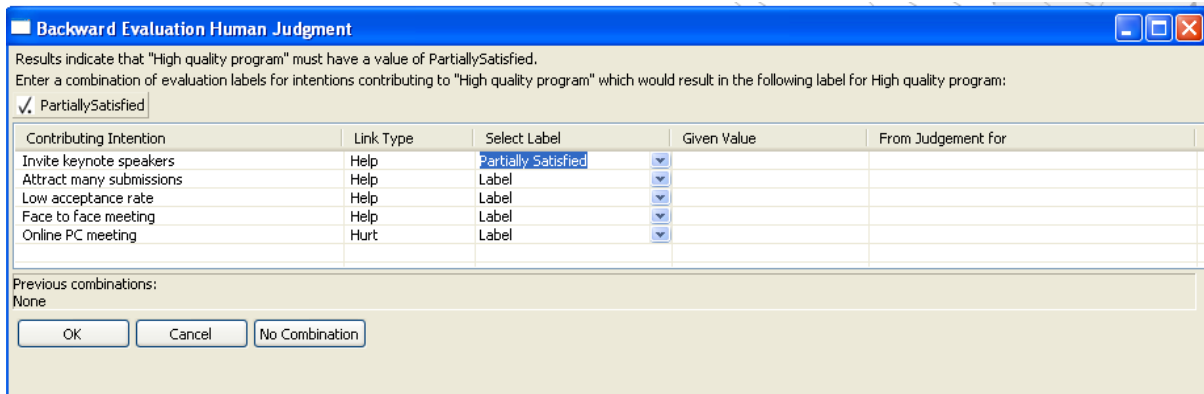 Backward Evaluation Human Judgment
Results indicate that "High quality program" must have a value of PartiallySatisfied.
Enter a combination of evaluation labels for intentions contributing to "High quality program" which would result in the following label for High quality program:
PartiallySatisfied
Contributing Intention Link Type Select Label Given Value From Judgement for
Invite keynote speakers Help Partially Satisfied
Attract many submissions Help Label
Low acceptance rate Help Label
Face to face meeting Help Label
Online PC meeting Hurt Label
Previous combinations:
None
OK Cancel No Combination